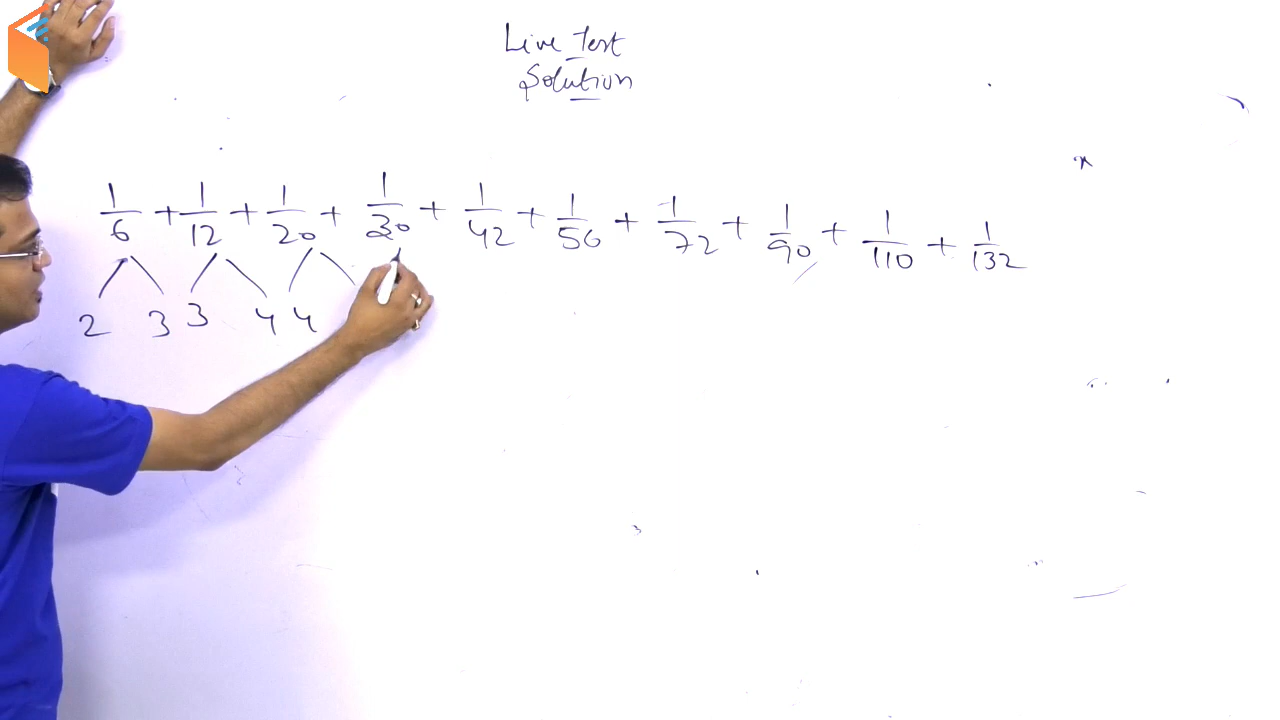 Live Test
Solution
1/6 + 1/12 + 1/20 + 1/30 + 1/42 + 1/56 + 1/72 + 1/90 + 1/110 + 1/132
2 3 3 4 4